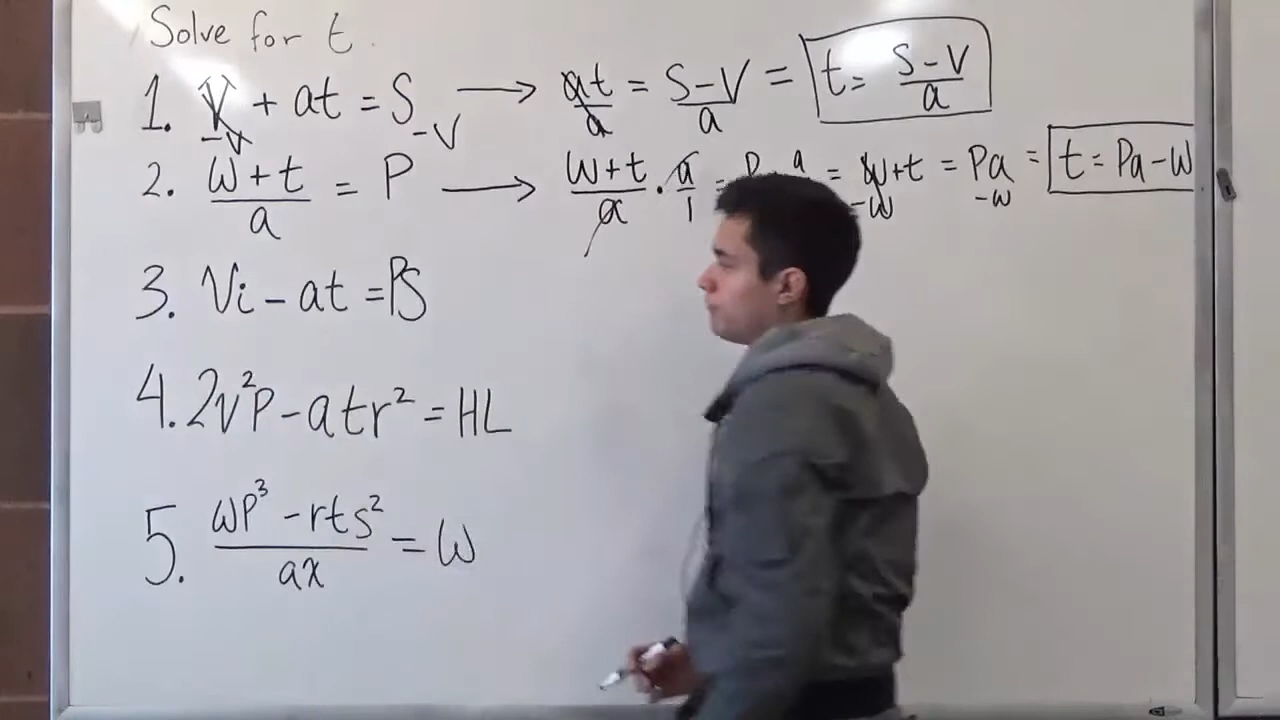 Solve for t.
1. V + at = S → at/a = S-V/a = t = S-V/a
-V -V
2. W+t/a = P → W+t/a · a/1 = P a = W+t = Pa = t = Pa-W
-W -W
3. Vi - at = PS
4. 2v²P - atr² = HL
5. WP³ - rts²/ax = W